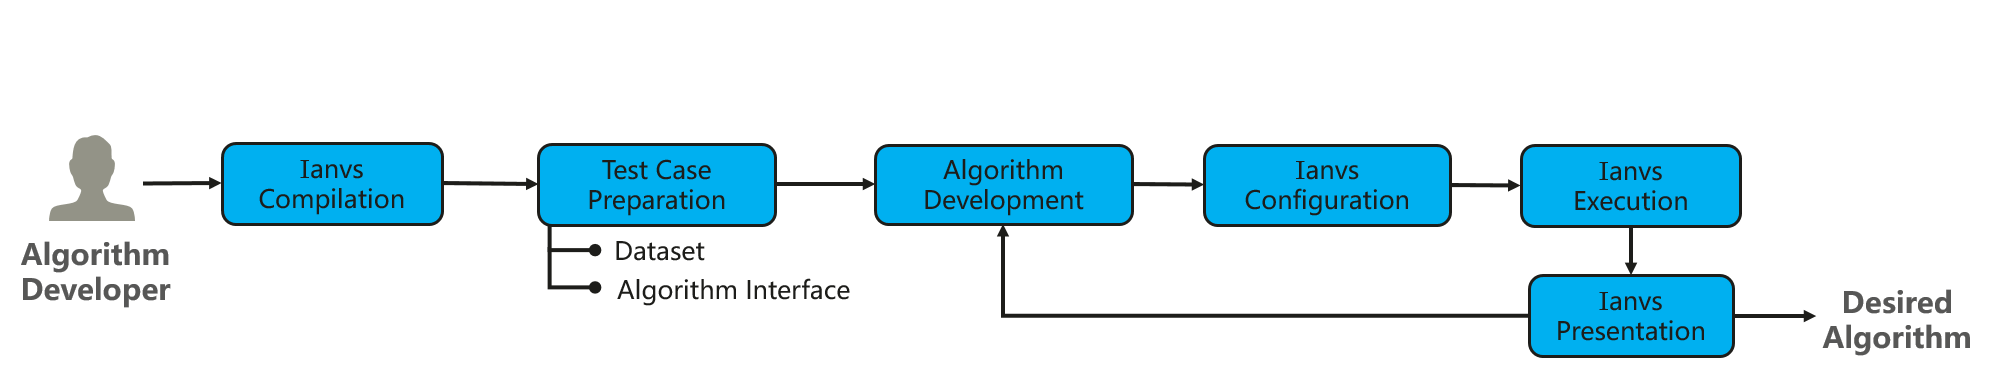 Algorithm
Developer
Ianvs
Compilation
Test Case
Preparation
Dataset
Algorithm Interface
Algorithm
Development
Ianvs
Configuration
Ianvs
Execution
Ianvs
Presentation
Desired
Algorithm